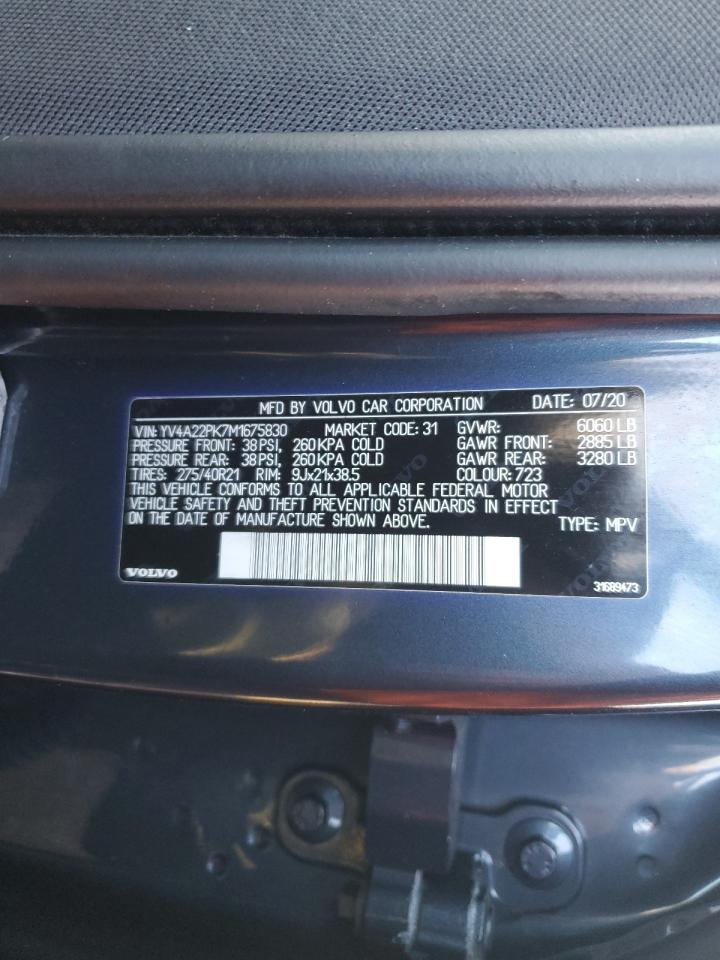 MFD BY VOLVO CAR CORPORATION DATE: 07/20
VIN: YV4A22PK7M1675830 MARKET CODE: 31 GVWR: 6060 LB
PRESSURE FRONT: 38 PSI, 260 KPA COLD GAWR FRONT: 2885 LB
PRESSURE REAR: 38 PSI, 260 KPA COLD GAWR REAR: 3280 LB
TIRES: 275/40R21 RIM: 9Jx21x38.5 COLOUR: 723
THIS VEHICLE CONFORMS TO ALL APPLICABLE FEDERAL MOTOR
VEHICLE SAFETY AND THEFT PREVENTION STANDARDS IN EFFECT
ON THE DATE OF MANUFACTURE SHOWN ABOVE. TYPE: MPV
VOLVO 31689473